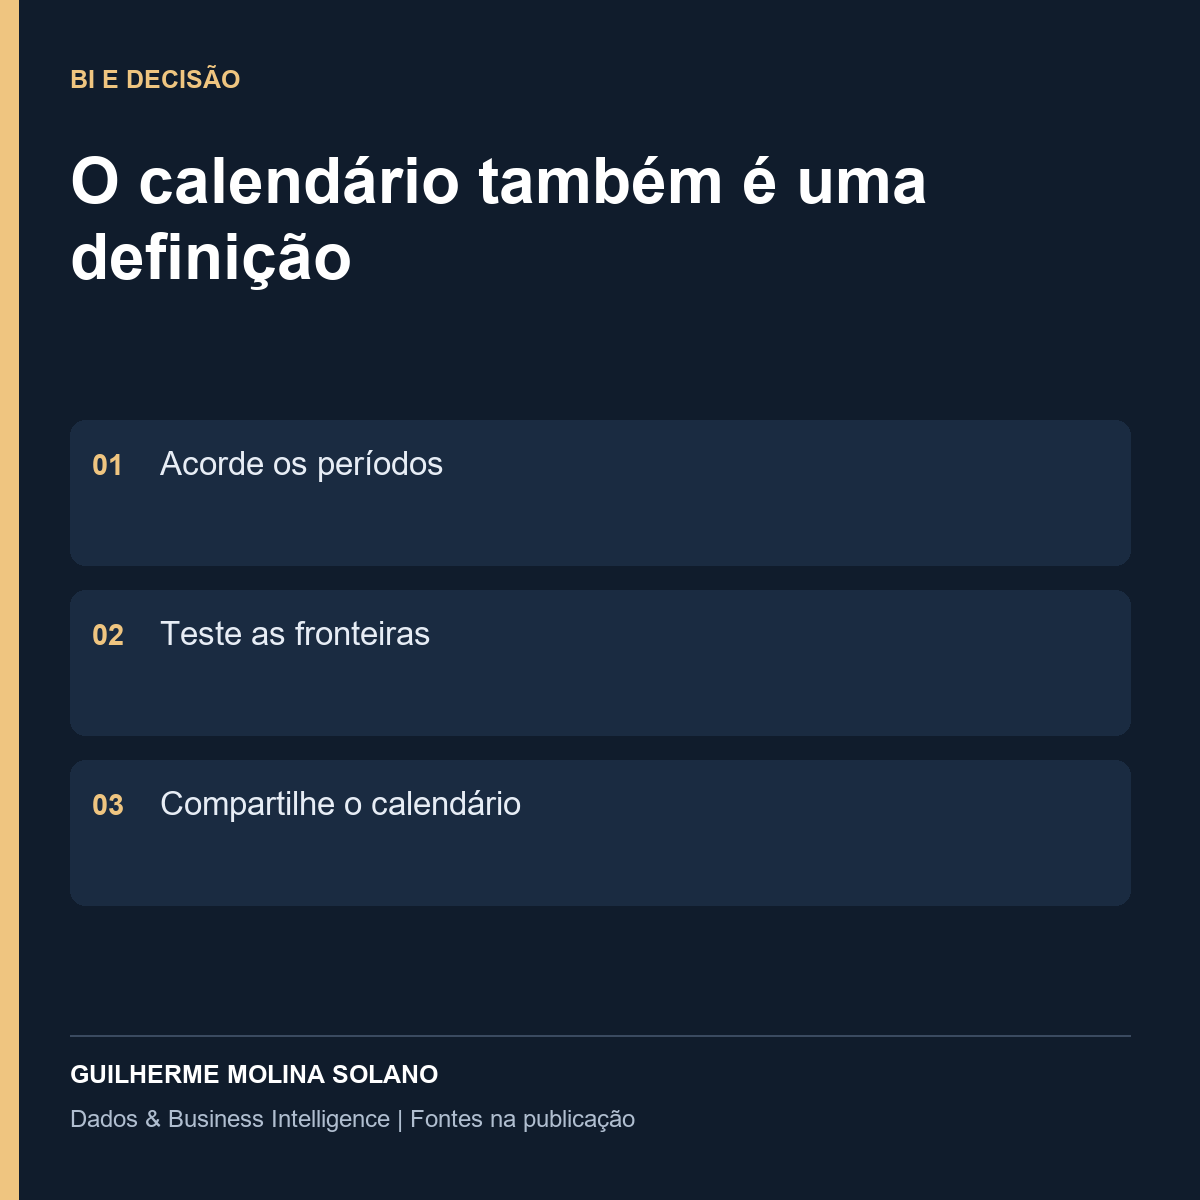 BI E DECISÃO
O calendário também é uma
definição
01 Acorde os períodos
02 Teste as fronteiras
03 Compartilhe o calendário
GUILHERME MOLINA SOLANO
Dados & Business Intelligence | Fontes na publicação